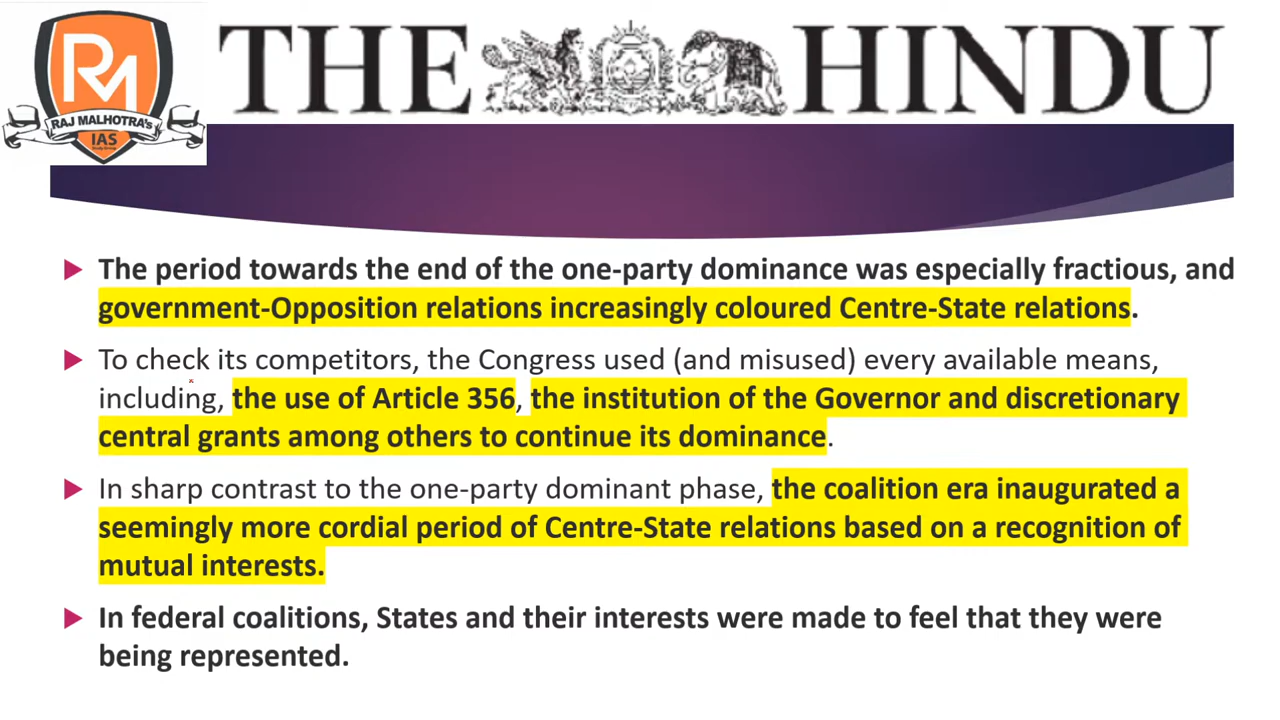 RM
RAJ MALHOTRA'S
IAS
Study Group
THE HINDU
The period towards the end of the one-party dominance was especially fractious, and
government-Opposition relations increasingly coloured Centre-State relations.
To check its competitors, the Congress used (and misused) every available means,
including, the use of Article 356, the institution of the Governor and discretionary
central grants among others to continue its dominance.
In sharp contrast to the one-party dominant phase, the coalition era inaugurated a
seemingly more cordial period of Centre-State relations based on a recognition of
mutual interests.
In federal coalitions, States and their interests were made to feel that they were
being represented.